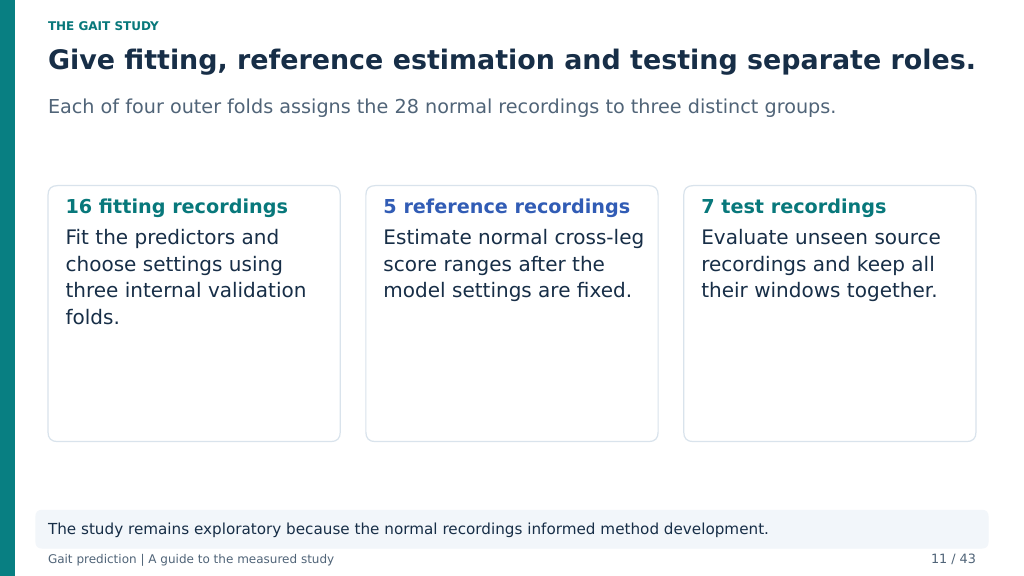 THE GAIT STUDY
Give fitting, reference estimation and testing separate roles.
Each of four outer folds assigns the 28 normal recordings to three distinct groups.
16 fitting recordings
Fit the predictors and
choose settings using
three internal validation
folds.
5 reference recordings
Estimate normal cross-leg
score ranges after the
model settings are fixed.
7 test recordings
Evaluate unseen source
recordings and keep all
their windows together.
The study remains exploratory because the normal recordings informed method development.
Gait prediction | A guide to the measured study
11 / 43